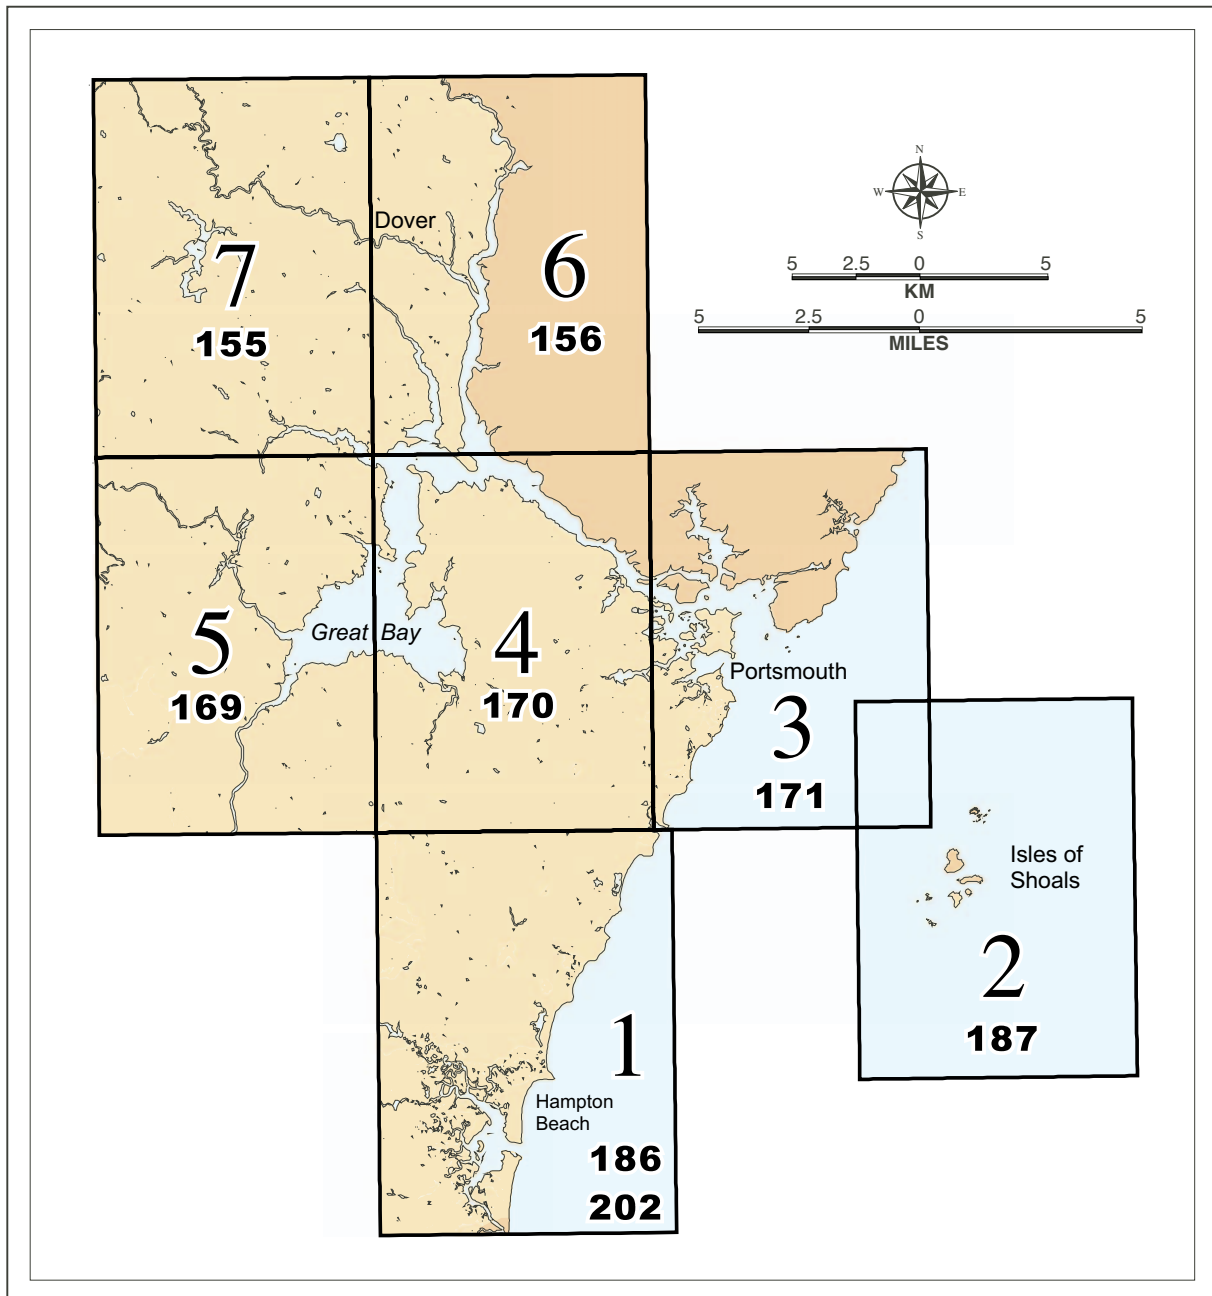 N
W E
S
5 2.5 0 5
KM
5 2.5 0 5
MILES
Dover
7
155
6
156
5
169
Great Bay
4
170
Portsmouth
3
171
Isles of
Shoals
2
187
1
Hampton
Beach
186
202